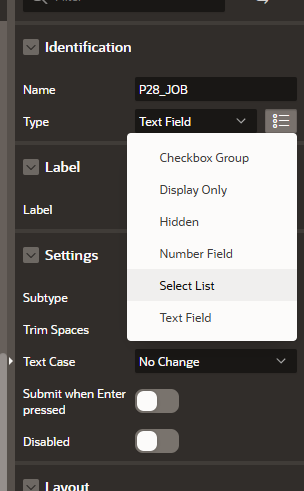 Filter
Identification
Name P28_JOB
Type Text Field
Checkbox Group
Display Only
Hidden
Number Field
Select List
Text Field
Label
Label
Settings
Subtype
Trim Spaces
Text Case No Change
Submit when Enter
pressed
Disabled
Layout